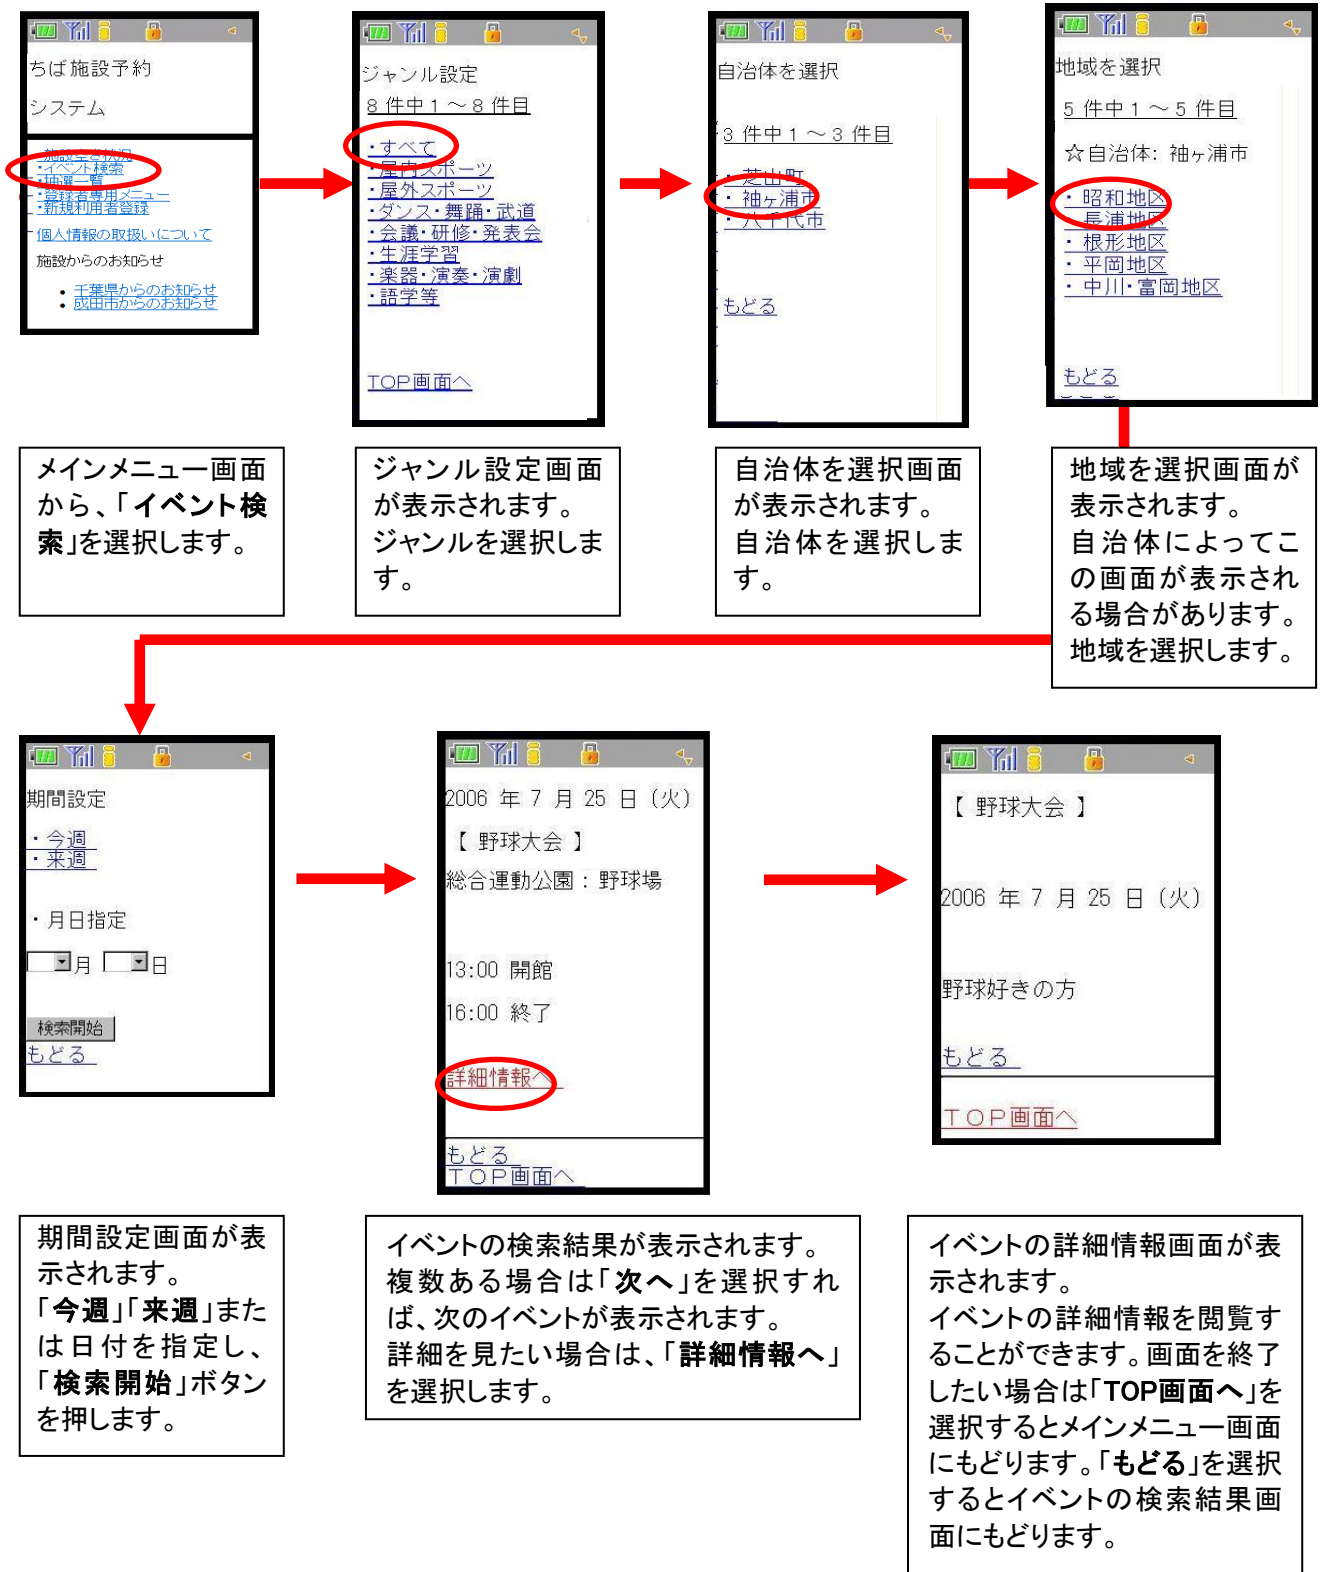 ちば施設予約
システム
・施設空き状況
・イベント検索
・抽選一覧
・登録者専用メニュー
・新規利用者登録
個人情報の取扱いについて
施設からのお知らせ
• 千葉県からのお知らせ
• 成田市からのお知らせ
ジャンル設定
8 件中 1 ～ 8 件目
・すべて
・屋内スポーツ
・屋外スポーツ
・ダンス・舞踊・武道
・会議・研修・発表会
・生涯学習
・楽器・演奏・演劇
・語学等
TOP画面へ
自治体を選択
3 件中 1 ～ 3 件目
・ 芝山町
・ 袖ヶ浦市
・ 八千代市
もどる
地域を選択
5 件中 1 ～ 5 件目
☆自治体: 袖ヶ浦市
・ 昭和地区
・ 長浦地区
・ 根形地区
・ 平岡地区
・ 中川・富岡地区
もどる
メインメニュー画面
から、「イベント検
索」を選択します。
ジャンル設定画面
が表示されます。
ジャンルを選択しま
す。
自治体を選択画面
が表示されます。
自治体を選択しま
す。
地域を選択画面が
表示されます。
自治体によってこ
の画面が表示され
る場合があります。
地域を選択します。
期間設定
・ 今週
・ 来週
・ 月日指定
月 日
検索開始
もどる
2006 年 7 月 25 日 (火)
【 野球大会 】
総合運動公園 : 野球場
13:00 開館
16:00 終了
詳細情報へ
もどる
ＴＯＰ画面へ
【 野球大会 】
2006 年 7 月 25 日 (火)
野球好きの方
もどる
ＴＯＰ画面へ
期間設定画面が表
示されます。
「今週」「来週」また
は日付を指定し、
「検索開始」ボタン
を押します。
イベントの検索結果が表示されます。
複数ある場合は「次へ」を選択すれ
ば、次のイベントが表示されます。
詳細を見たい場合は、「詳細情報へ」
を選択します。
イベントの詳細情報画面が表
示されます。
イベントの詳細情報を閲覧す
ることができます。画面を終了
したい場合は「TOP画面へ」を
選択するとメインメニュー画面
にもどります。「もどる」を選択
するとイベントの検索結果画
面にもどります。